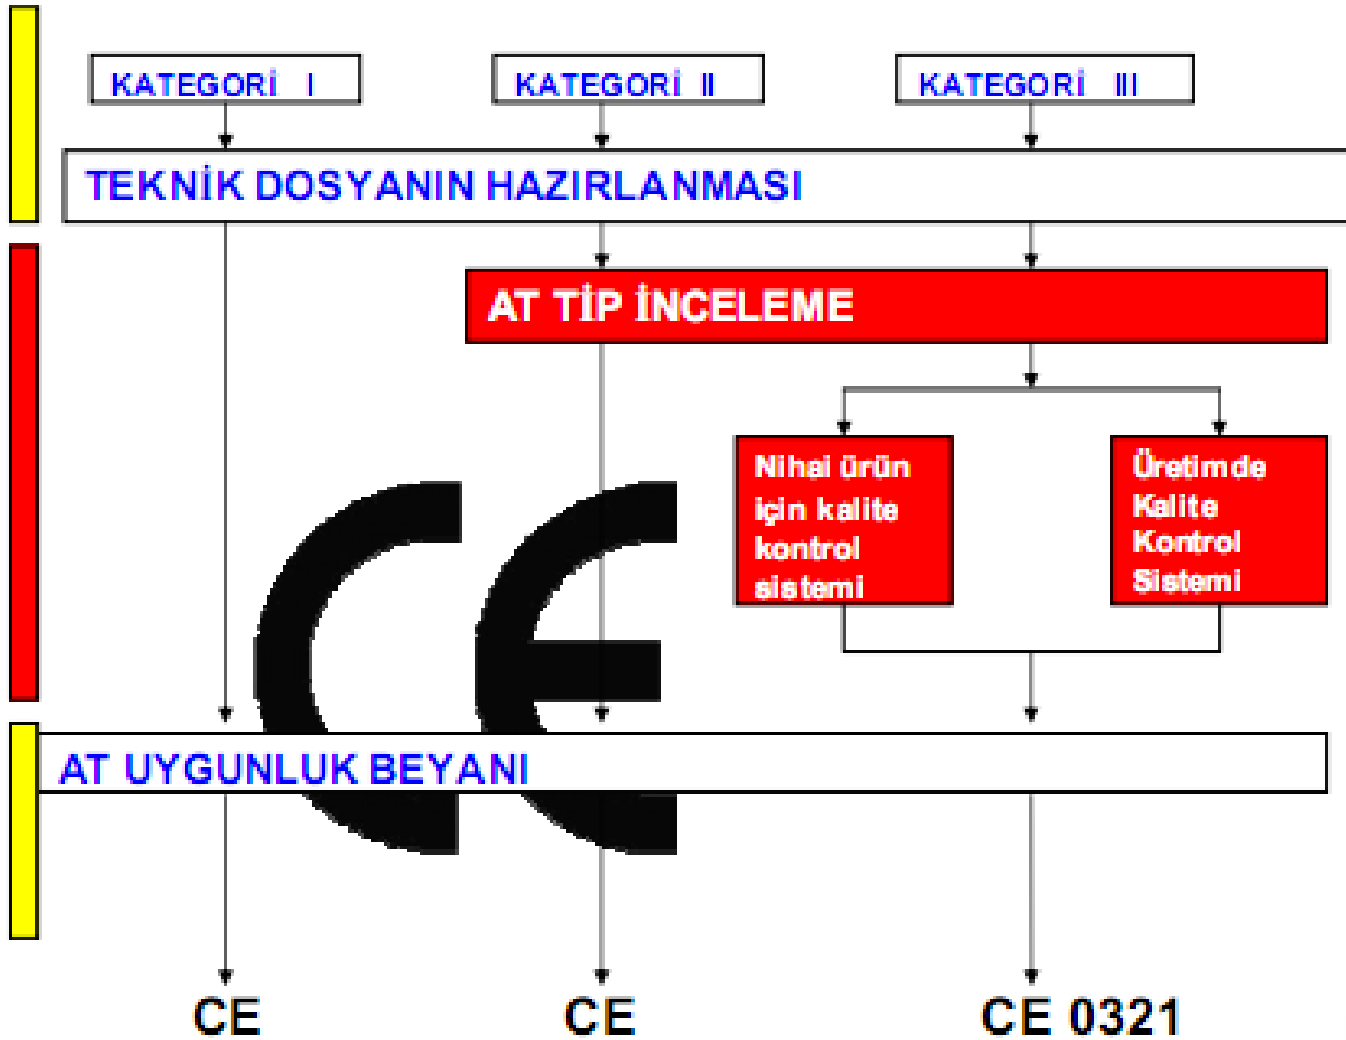 KATEGORİ I
KATEGORİ II
KATEGORİ III
TEKNİK DOSYANIN HAZIRLANMASI
AT TİP İNCELEME
Nihai ürün
için kalite
kontrol
sistemi
Üretimde
Kalite
Kontrol
Sistemi
CE
AT UYGUNLUK BEYANI
CE
CE
CE 0321